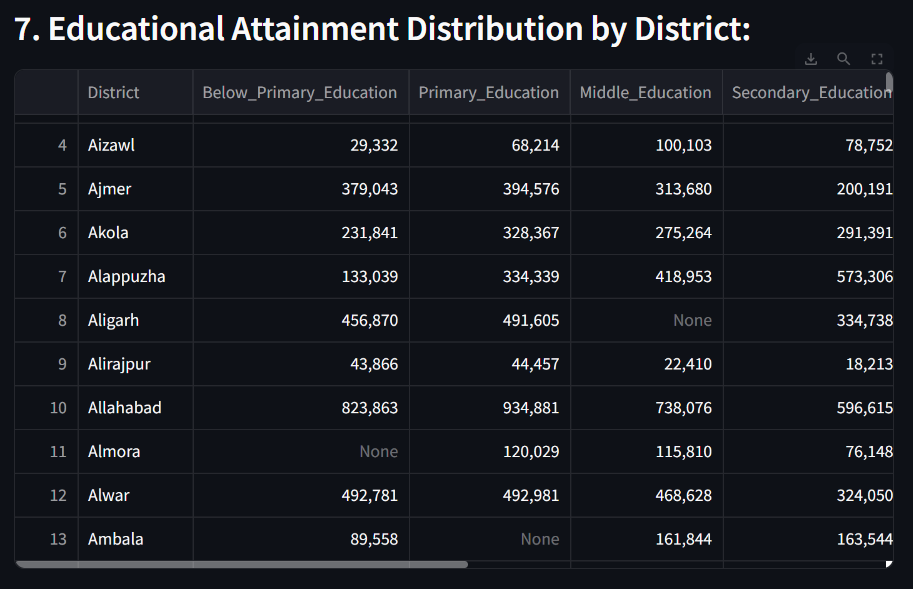 7. Educational Attainment Distribution by District:
District Below_Primary_Education Primary_Education Middle_Education Secondary_Education
4 Aizawl 29,332 68,214 100,103 78,752
5 Ajmer 379,043 394,576 313,680 200,191
6 Akola 231,841 328,367 275,264 291,391
7 Alappuzha 133,039 334,339 418,953 573,306
8 Aligarh 456,870 491,605 None 334,738
9 Alirajpur 43,866 44,457 22,410 18,213
10 Allahabad 823,863 934,881 738,076 596,615
11 Almora None 120,029 115,810 76,148
12 Alwar 492,781 492,981 468,628 324,050
13 Ambala 89,558 None 161,844 163,544